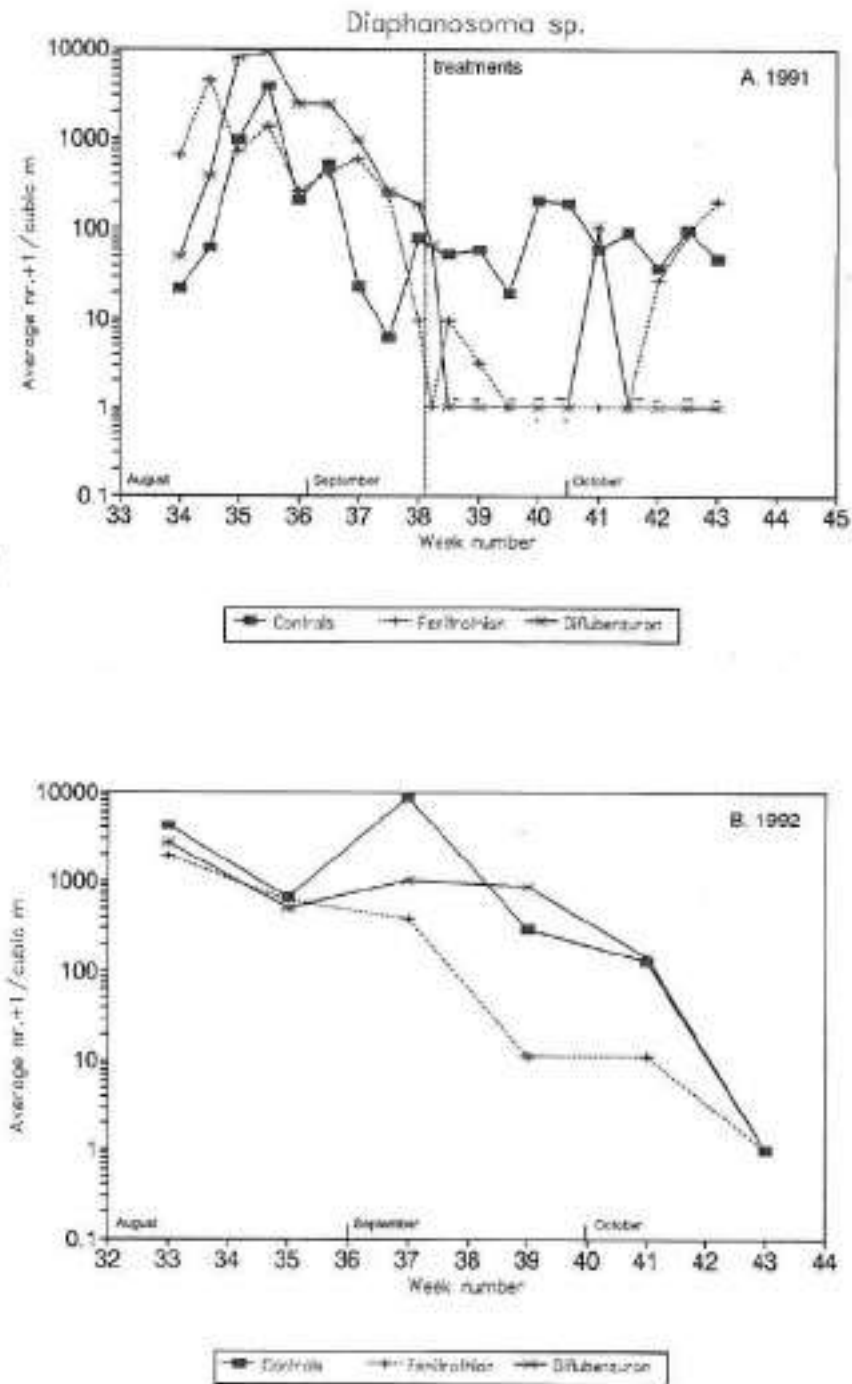 Diaphanosoma sp.
10000
1000
100
10
1
0.1
Average nr.+1/cubic m
treatments
A. 1991
August
September
October
33 34 35 36 37 38 39 40 41 42 43 44 45
Week number
Controls Fenitrothion Diflubenzuron
10000
1000
100
10
1
0.1
Average nr.+1/cubic m
B. 1992
August
September
October
32 33 34 35 36 37 38 39 40 41 42 43 44
Week number
Controls Fenitrothion Diflubenzuron